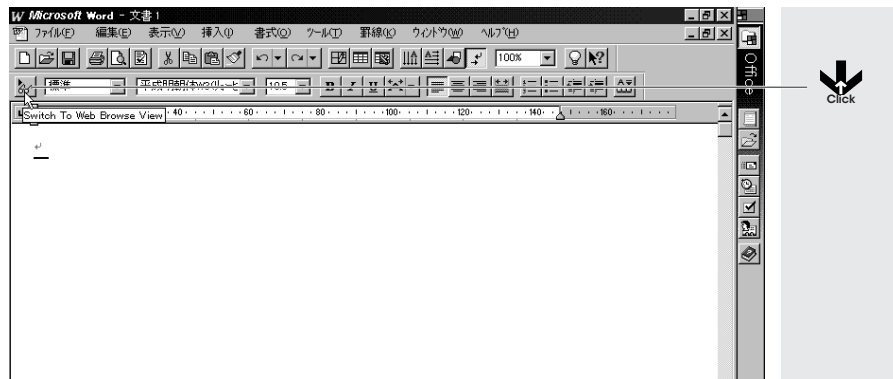 Microsoft Word - 文書1
ファイル(F) 編集(E) 表示(V) 挿入(I) 書式(O) ツール(T) 罫線(K) ウィンドウ(W) ヘルプ(H)
100%
標準 10.5 B I U
Switch To Web Browse View 40 60 80 100 120 140 160
Office
Click